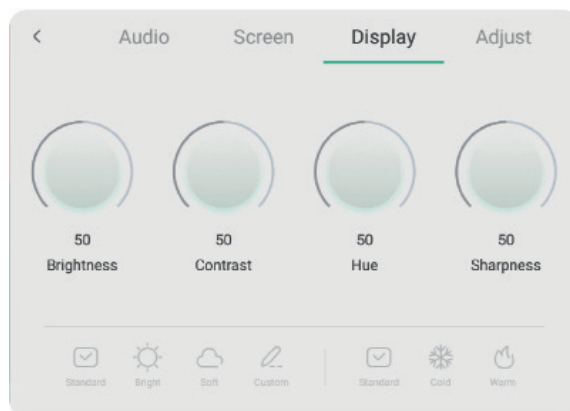 Audio Screen Display Adjust
50 50 50 50
Brightness Contrast Hue Sharpness
Standard Bright Soft Custom Standard Cold Warm